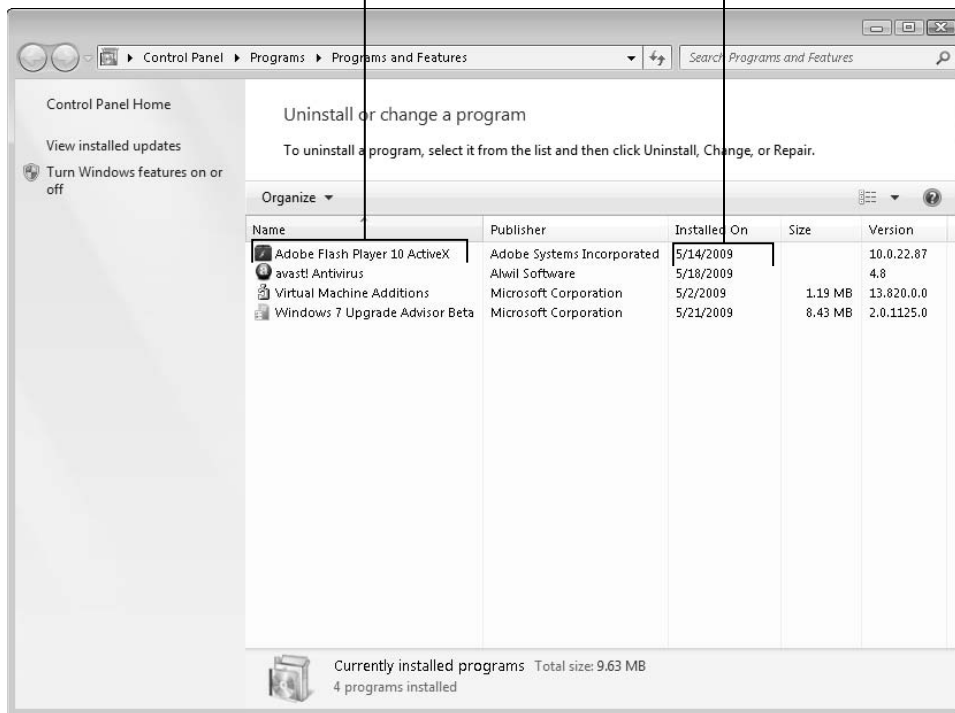 Control Panel Programs Programs and Features Search Programs and Features
Control Panel Home
View installed updates
Turn Windows features on or
off
Uninstall or change a program
To uninstall a program, select it from the list and then click Uninstall, Change, or Repair.
Organize
Name Publisher Installed On Size Version
Adobe Flash Player 10 ActiveX Adobe Systems Incorporated 5/14/2009 10.0.22.87
avast! Antivirus Alwil Software 5/18/2009 4.8
Virtual Machine Additions Microsoft Corporation 5/2/2009 1.19 MB 13.820.0.0
Windows 7 Upgrade Advisor Beta Microsoft Corporation 5/21/2009 8.43 MB 2.0.1125.0
Currently installed programs Total size: 9.63 MB
4 programs installed